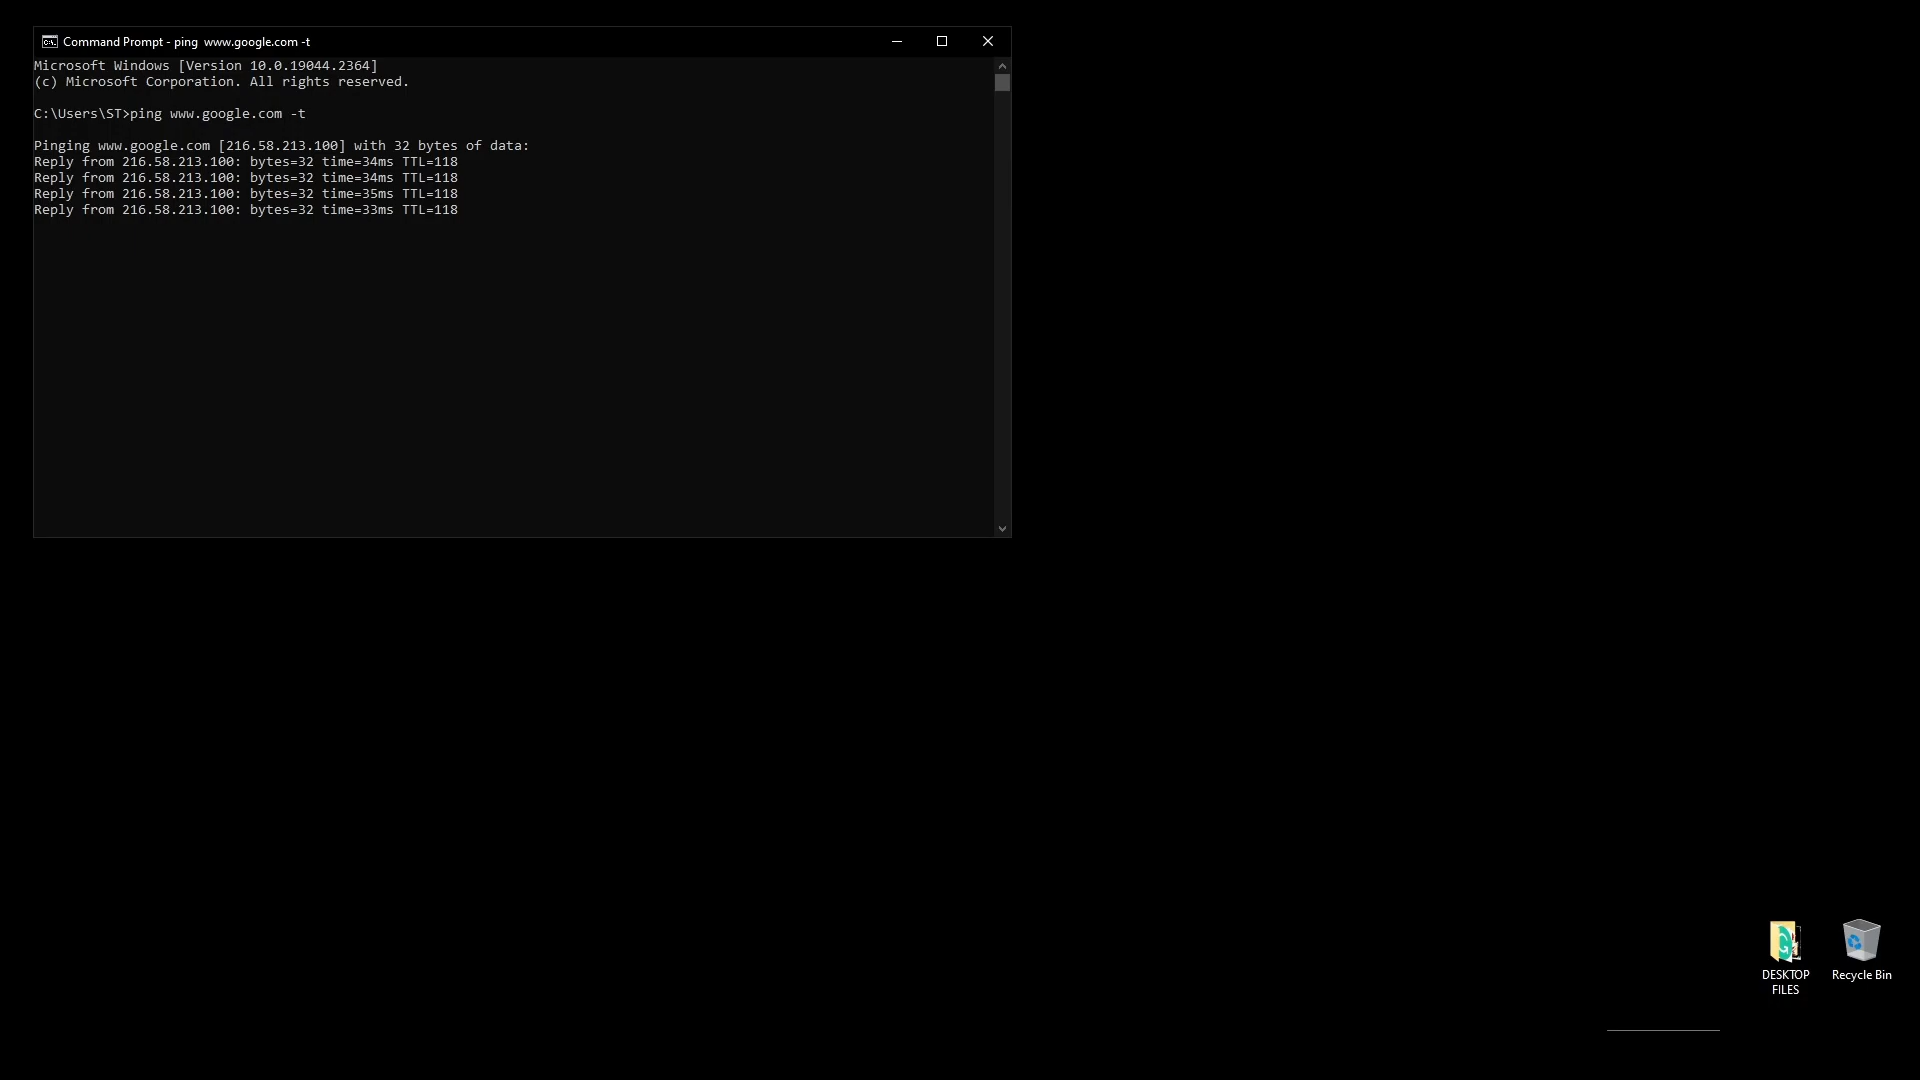 Command Prompt - ping  www.google.com -t
Microsoft Windows [Version 10.0.19044.2364]
(c) Microsoft Corporation. All rights reserved.
C:\Users\ST>ping www.google.com -t
Pinging www.google.com [216.58.213.100] with 32 bytes of data:
Reply from 216.58.213.100: bytes=32 time=34ms TTL=118
Reply from 216.58.213.100: bytes=32 time=34ms TTL=118
Reply from 216.58.213.100: bytes=32 time=35ms TTL=118
Reply from 216.58.213.100: bytes=32 time=33ms TTL=118
DESKTOP
FILES
Recycle Bin